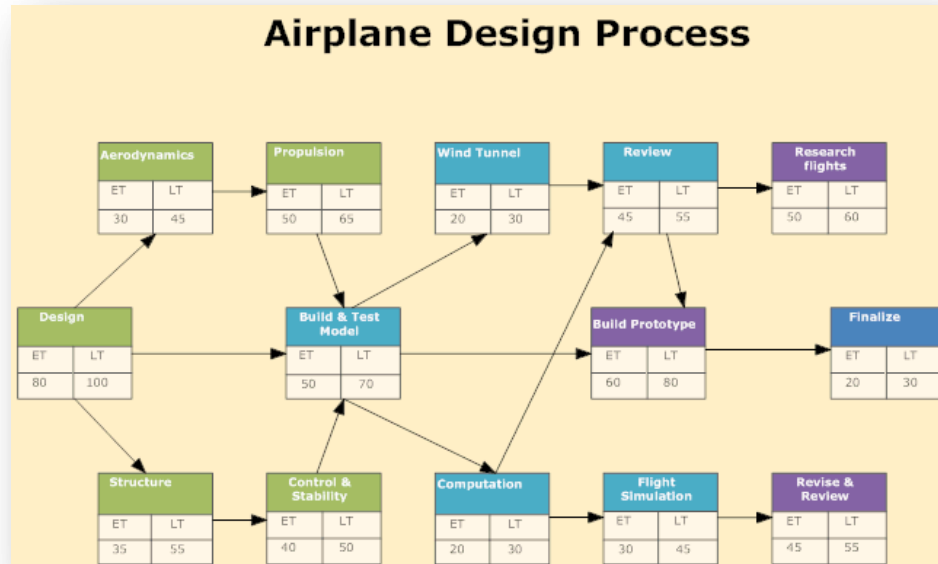 Airplane Design Process
Aerodynamics
ET LT
30 45
Propulsion
ET LT
50 65
Wind Tunnel
ET LT
20 30
Review
ET LT
45 55
Research
flights
ET LT
50 60
Design
ET LT
80 100
Build & Test
Model
ET LT
50 70
Build Prototype
ET LT
60 80
Finalize
ET LT
20 30
Structure
ET LT
35 55
Control &
Stability
ET LT
40 50
Computation
ET LT
20 30
Flight
Simulation
ET LT
30 45
Revise &
Review
ET LT
45 55